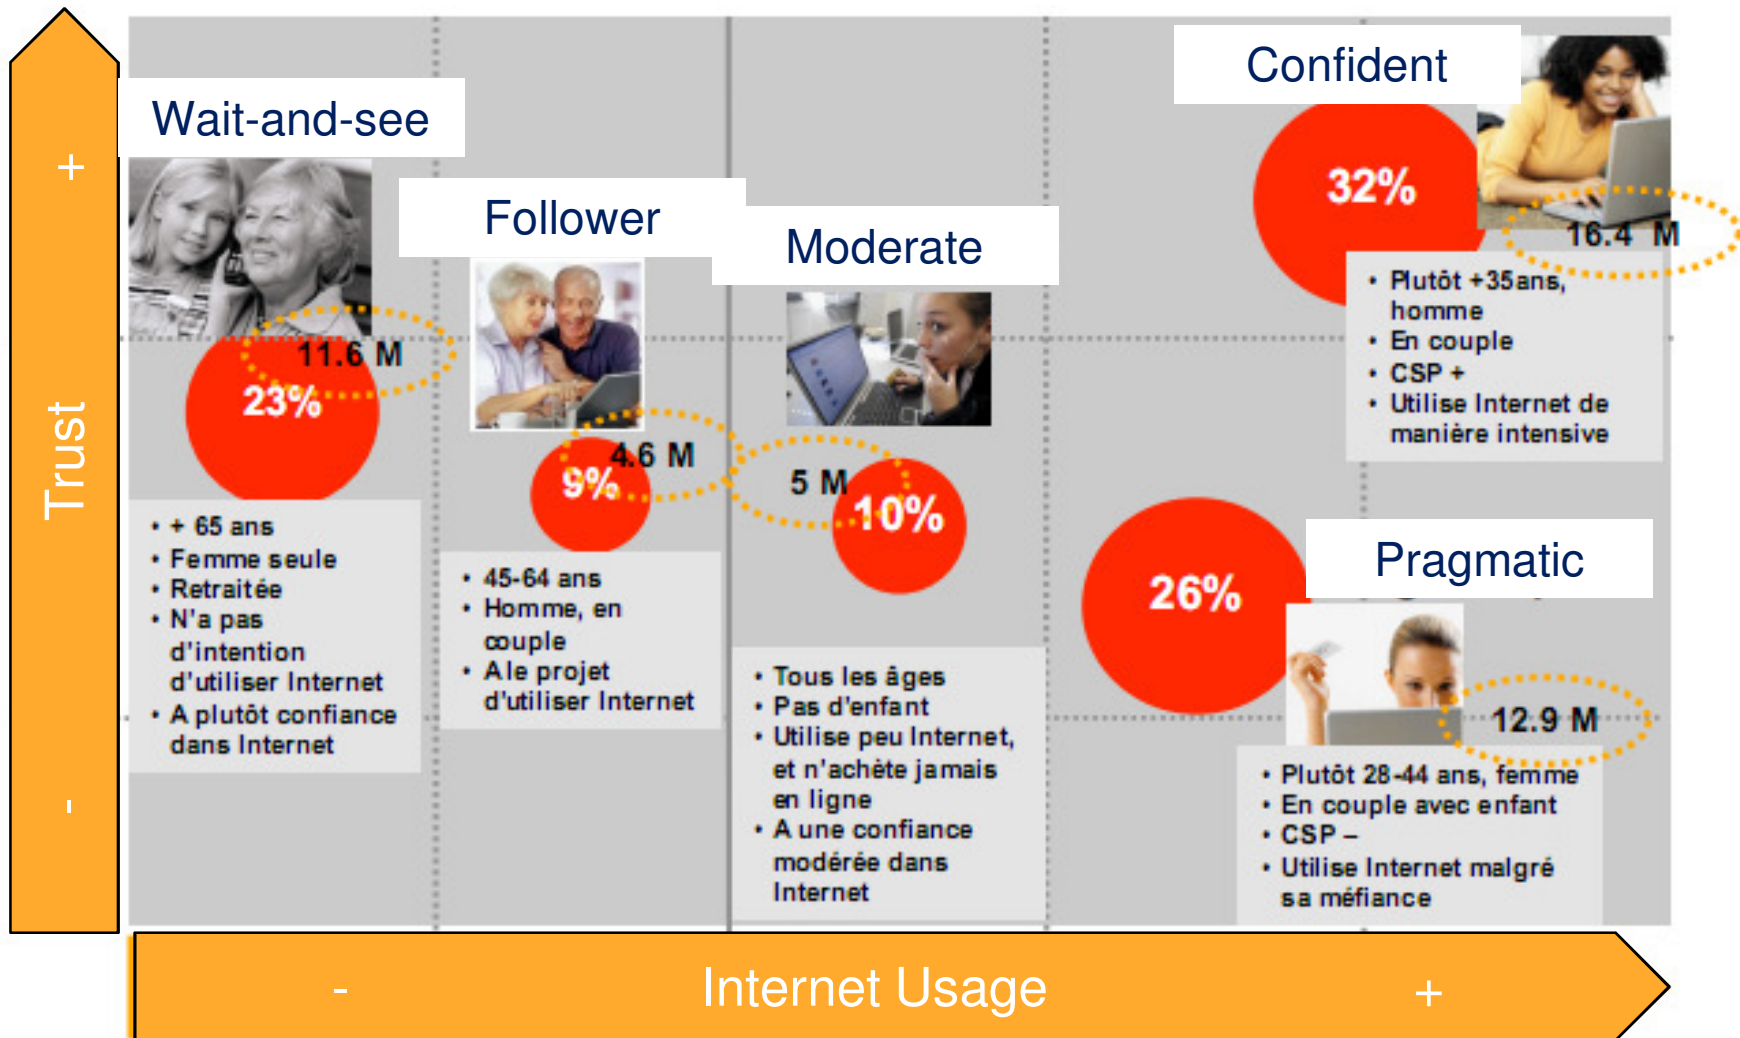 Trust
+
-
Wait-and-see
11.6 M
23%
• + 65 ans
• Femme seule
• Retraitée
• N'a pas
d'intention
d'utiliser Internet
• A plutôt confiance
dans Internet
Follower
4.6 M
9%
• 45-64 ans
• Homme, en
couple
• A le projet
d'utiliser Internet
Moderate
5 M
10%
• Tous les âges
• Pas d'enfant
• Utilise peu Internet,
et n'achète jamais
en ligne
• A une confiance
modérée dans
Internet
Confident
32%
16.4 M
• Plutôt +35ans,
homme
• En couple
• CSP +
• Utilise Internet de
manière intensive
Pragmatic
26%
12.9 M
• Plutôt 28-44 ans, femme
• En couple avec enfant
• CSP –
• Utilise Internet malgré
sa méfiance
-
Internet Usage
+